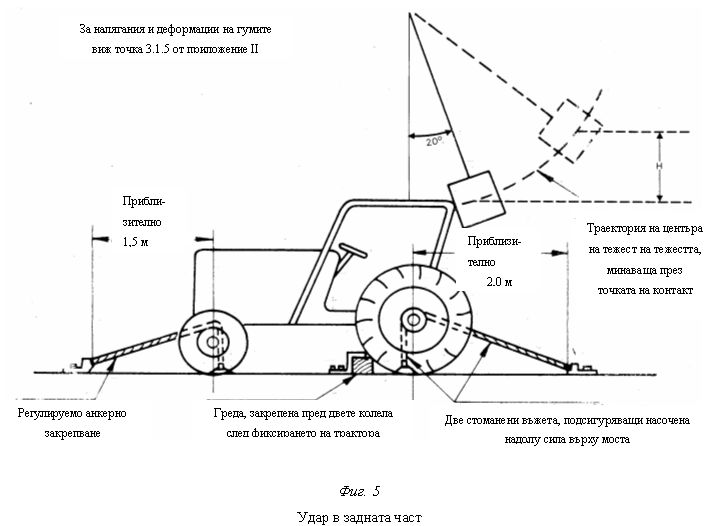 За налягания и деформации на гумите
виж точка 3.1.5 от приложение II
20°
H
Прибли-
зително
1,5 м
Приблизи-
телно
2.0 м
Траектория на центъра
на тежест на тежестта,
минаваща през
точката на контакт
Регулируемо анкерно
закрепване
Греда, закрепена пред двете колела
след фиксирането на трактора
Две стоманени въжета, подсигуряващи насочена
надолу сила върху моста
Фиг. 5
Удар в задната част